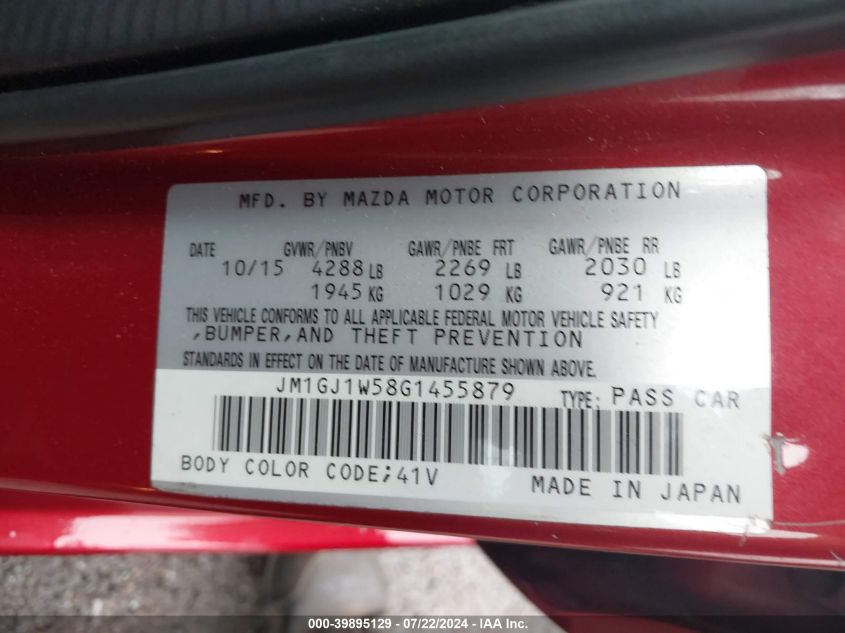 MFD. BY MAZDA MOTOR CORPORATION
DATE GVWR/PNBV GAWR/PNBE FRT GAWR/PNBE RR
10/15 4288 LB 2269 LB 2030 LB
1945 KG 1029 KG 921 KG
THIS VEHICLE CONFORMS TO ALL APPLICABLE FEDERAL MOTOR VEHICLE SAFETY
,BUMPER,AND THEFT PREVENTION
STANDARDS IN EFFECT ON THE DATE OF MANUFACTURE SHOWN ABOVE.
JM1GJ1W58G1455879 TYPE: PASS CAR
BODY COLOR CODE;41V MADE IN JAPAN
000-39895129 - 07/22/2024 - IAA Inc.